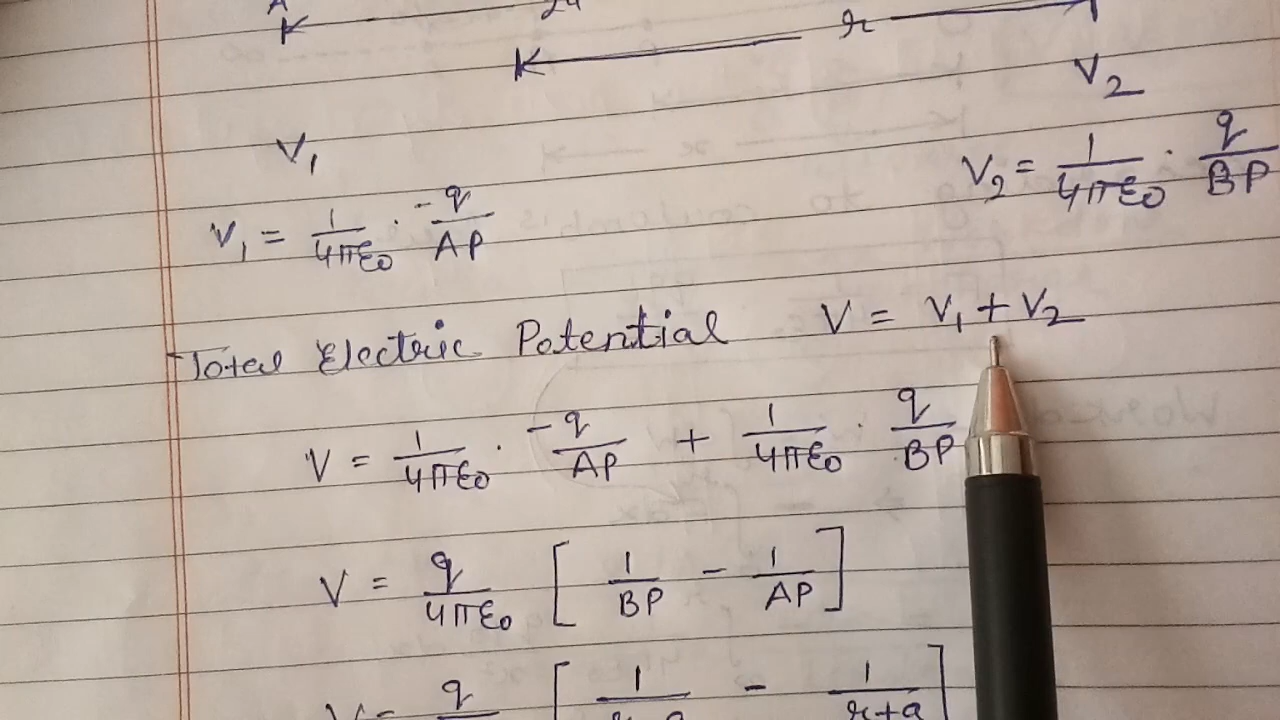 A 2a
r
V₂
V₁
V₂ = 1/4πε₀ · q/BP
V₁ = 1/4πε₀ · -q/AP
Total Electric Potential V = V₁ + V₂
V = 1/4πε₀ · -q/AP + 1/4πε₀ · q/BP
V = q/4πε₀ [ 1/BP - 1/AP ]